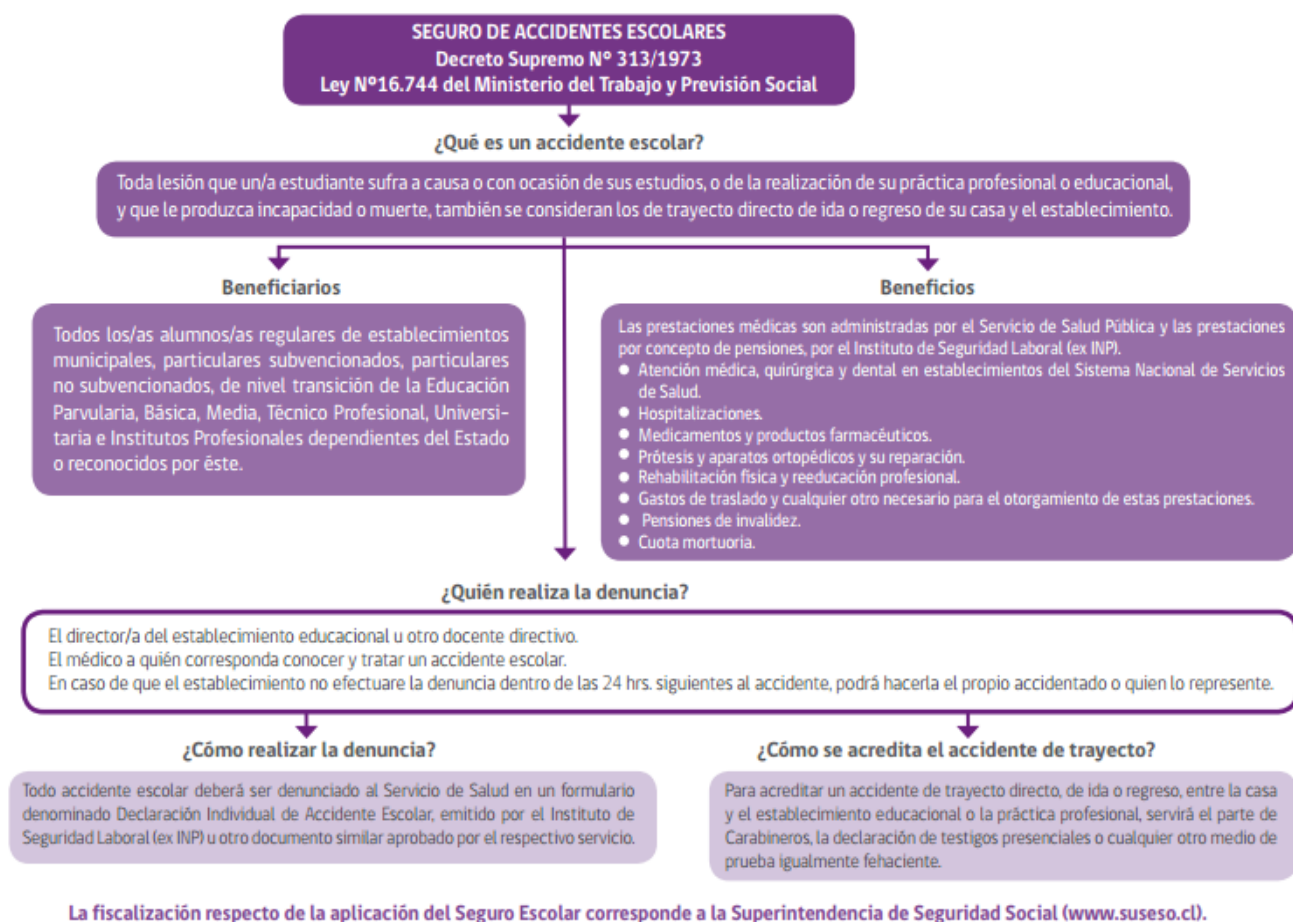 SEGURO DE ACCIDENTES ESCOLARES
Decreto Supremo N° 313/1973
Ley Nº16.744 del Ministerio del Trabajo y Previsión Social
¿Qué es un accidente escolar?
Toda lesión que un/a estudiante sufra a causa o con ocasión de sus estudios, o de la realización de su práctica profesional o educacional,
y que le produzca incapacidad o muerte, también se consideran los de trayecto directo de ida o regreso de su casa y el establecimiento.
Beneficiarios
Todos los/as alumnos/as regulares de establecimientos
municipales, particulares subvencionados, particulares
no subvencionados, de nivel transición de la Educación
Parvularia, Básica, Media, Técnico Profesional, Universi-
taria e Institutos Profesionales dependientes del Estado
o reconocidos por éste.
Beneficios
Las prestaciones médicas son administradas por el Servicio de Salud Pública y las prestaciones
por concepto de pensiones, por el Instituto de Seguridad Laboral (ex INP).
● Atención médica, quirúrgica y dental en establecimientos del Sistema Nacional de Servicios
de Salud.
● Hospitalizaciones.
● Medicamentos y productos farmacéuticos.
● Prótesis y aparatos ortopédicos y su reparación.
● Rehabilitación física y reeducación profesional.
● Gastos de traslado y cualquier otro necesario para el otorgamiento de estas prestaciones.
● Pensiones de invalidez.
● Cuota mortuoria.
¿Quién realiza la denuncia?
El director/a del establecimiento educacional u otro docente directivo.
El médico a quién corresponda conocer y tratar un accidente escolar.
En caso de que el establecimiento no efectuare la denuncia dentro de las 24 hrs. siguientes al accidente, podrá hacerla el propio accidentado o quien lo represente.
¿Cómo realizar la denuncia?
Todo accidente escolar deberá ser denunciado al Servicio de Salud en un formulario
denominado Declaración Individual de Accidente Escolar, emitido por el Instituto de
Seguridad Laboral (ex INP) u otro documento similar aprobado por el respectivo servicio.
¿Cómo se acredita el accidente de trayecto?
Para acreditar un accidente de trayecto directo, de ida o regreso, entre la casa
y el establecimiento educacional o la práctica profesional, servirá el parte de
Carabineros, la declaración de testigos presenciales o cualquier otro medio de
prueba igualmente fehaciente.
La fiscalización respecto de la aplicación del Seguro Escolar corresponde a la Superintendencia de Seguridad Social (www.suseso.cl).